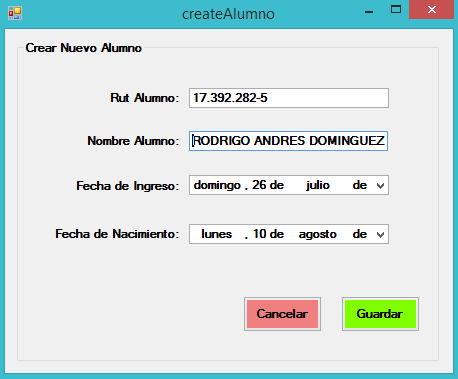 createAlumno
Crear Nuevo Alumno
Rut Alumno: 17.392.282-5
Nombre Alumno: RODRIGO ANDRES DOMINGUEZ
Fecha de Ingreso: domingo , 26 de julio de
Fecha de Nacimiento: lunes , 10 de agosto de
Cancelar Guardar